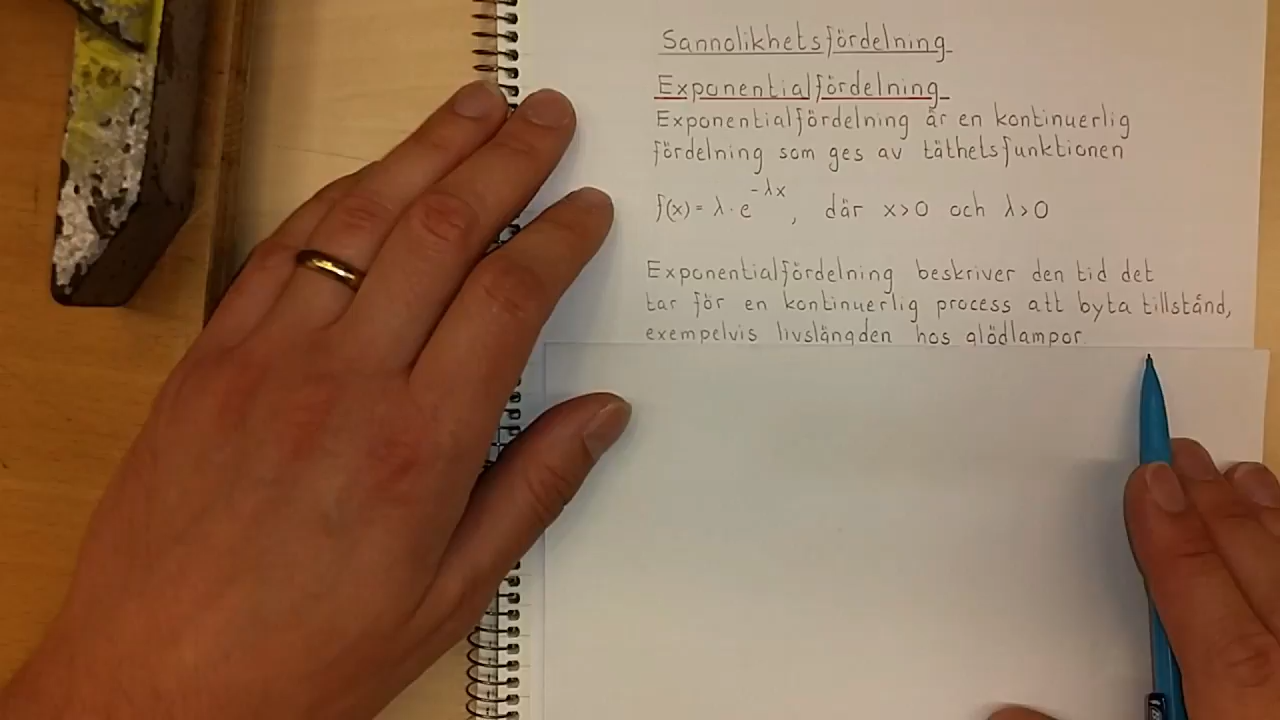 Sannolikhetsfördelning
Exponentialfördelning
Exponentialfördelning är en kontinuerlig
fördelning som ges av täthetsfunktionen
f(x) = λ · e^(-λx), där x>0 och λ>0
Exponentialfördelning beskriver den tid det
tar för en kontinuerlig process att byta tillstånd,
exempelvis livslängden hos glödlampor.